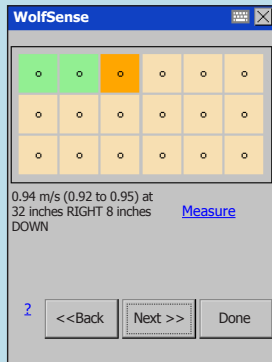 WolfSense
0.94 m/s (0.92 to 0.95) at
32 inches RIGHT 8 inches
DOWN
Measure
?
<<Back
Next >>
Done